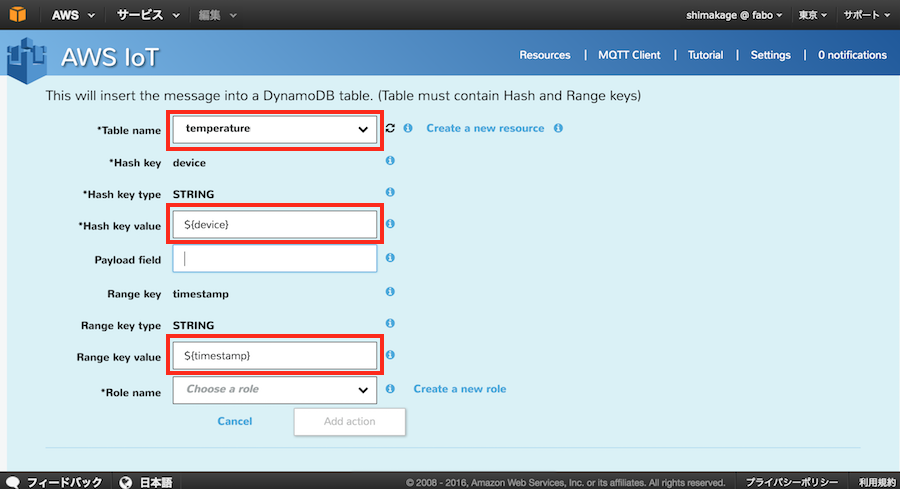 AWS サービス 編集 shimakage @ fabo 東京 サポート
AWS IoT Resources | MQTT Client | Tutorial | Settings | 0 notifications
This will insert the message into a DynamoDB table. (Table must contain Hash and Range keys)
*Table name temperature Create a new resource
*Hash key device
*Hash key type STRING
*Hash key value ${device}
Payload field
Range key timestamp
Range key type STRING
Range key value ${timestamp}
*Role name Choose a role Create a new role
Cancel Add action
フィードバック 日本語 © 2008 - 2016, Amazon Web Services, Inc. or its affiliates. All rights reserved. プライバシーポリシー 利用規約